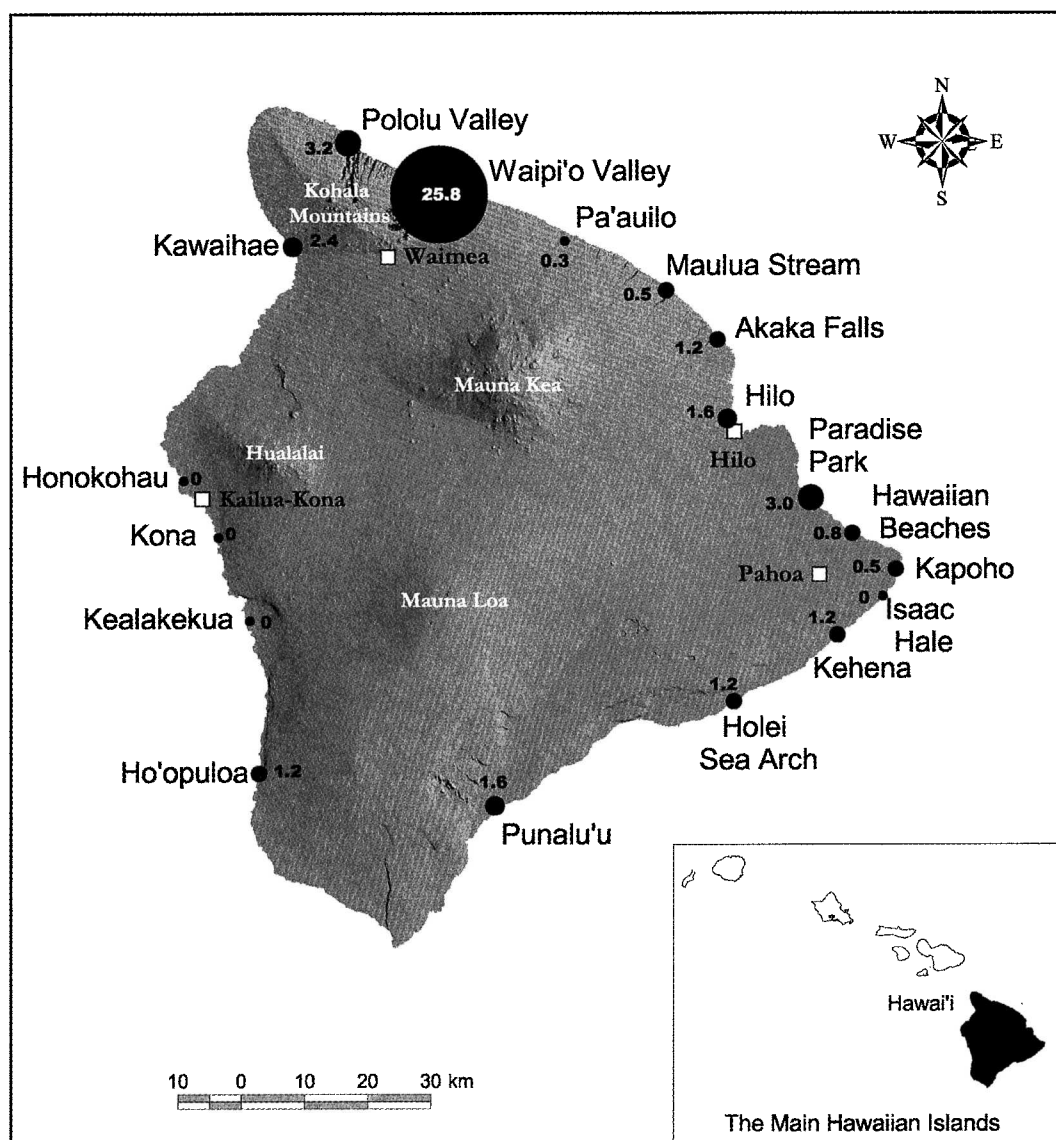 N
W
E
S
Pololu Valley
3.2
Waipi'o Valley
25.8
Kohala
Mountains
Pa'auilo
0.3
Kawaihae
2.4
Waimea
Maulua Stream
0.5
Akaka Falls
1.2
Mauna Kea
Hilo
1.6
Hilo
Paradise
Park
3.0
Hualalai
Honokohau
0
Kailua-Kona
Hawaiian
Beaches
0.8
Kona
0
Kapoho
0.5
Pahoa
Mauna Loa
Isaac
Hale
0
Kealakekua
0
Kehena
1.2
Holei
Sea Arch
1.2
Ho'opuloa
1.2
Punalu'u
1.6
Hawai'i
The Main Hawaiian Islands
10 0 10 20 30 km